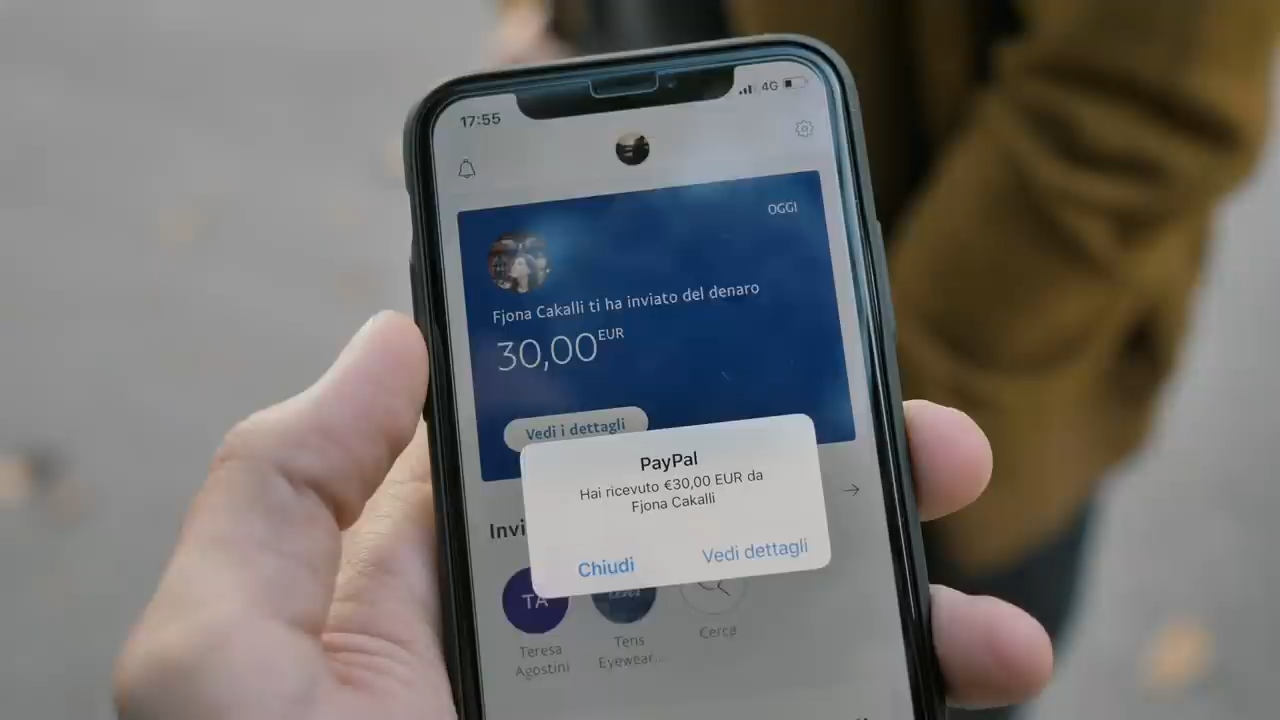 17:55
4G
OGGI
Fjona Cakalli ti ha inviato del denaro
30,00 EUR
Vedi i dettagli
PayPal
Hai ricevuto €30,00 EUR da
Fjona Cakalli
Chiudi
Vedi dettagli
Invi
TA
Teresa
Agostini
Tens
Eyewear...
Cerca